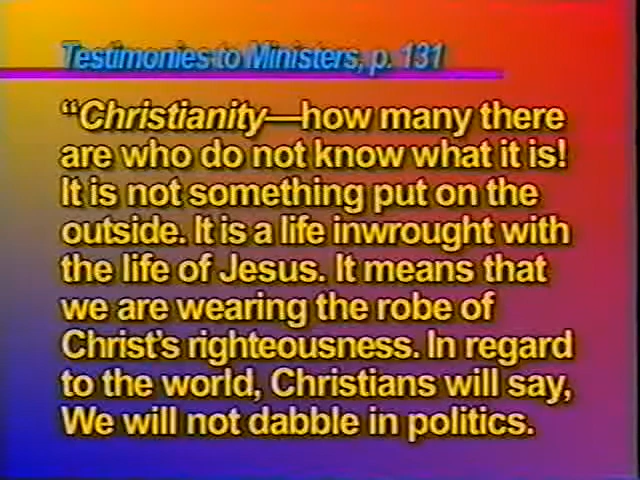 Testimonies to Ministers, p. 131
“Christianity—how many there
are who do not know what it is!
It is not something put on the
outside. It is a life inwrought with
the life of Jesus. It means that
we are wearing the robe of
Christ's righteousness. In regard
to the world, Christians will say,
We will not dabble in politics.